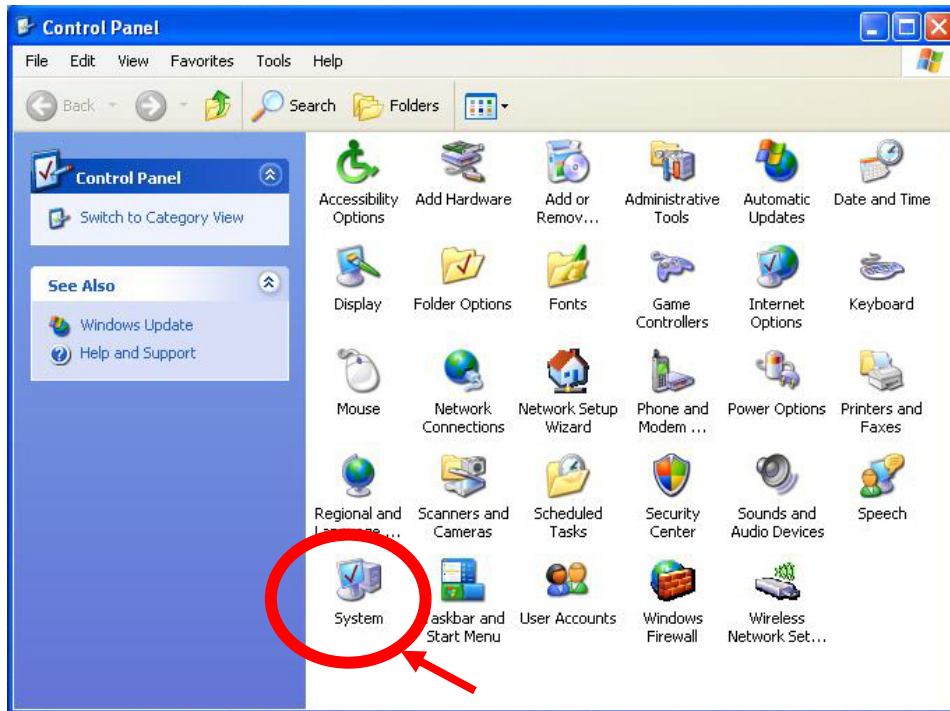 Control Panel
File Edit View Favorites Tools Help
Back Search Folders
Control Panel
Switch to Category View
See Also
Windows Update
Help and Support
Accessibility Options
Add Hardware
Add or Remov...
Administrative Tools
Automatic Updates
Date and Time
Display
Folder Options
Fonts
Game Controllers
Internet Options
Keyboard
Mouse
Network Connections
Network Setup Wizard
Phone and Modem ...
Power Options
Printers and Faxes
Regional and
Scanners and Cameras
Scheduled Tasks
Security Center
Sounds and Audio Devices
Speech
System
askbar and Start Menu
User Accounts
Windows Firewall
Wireless Network Set...